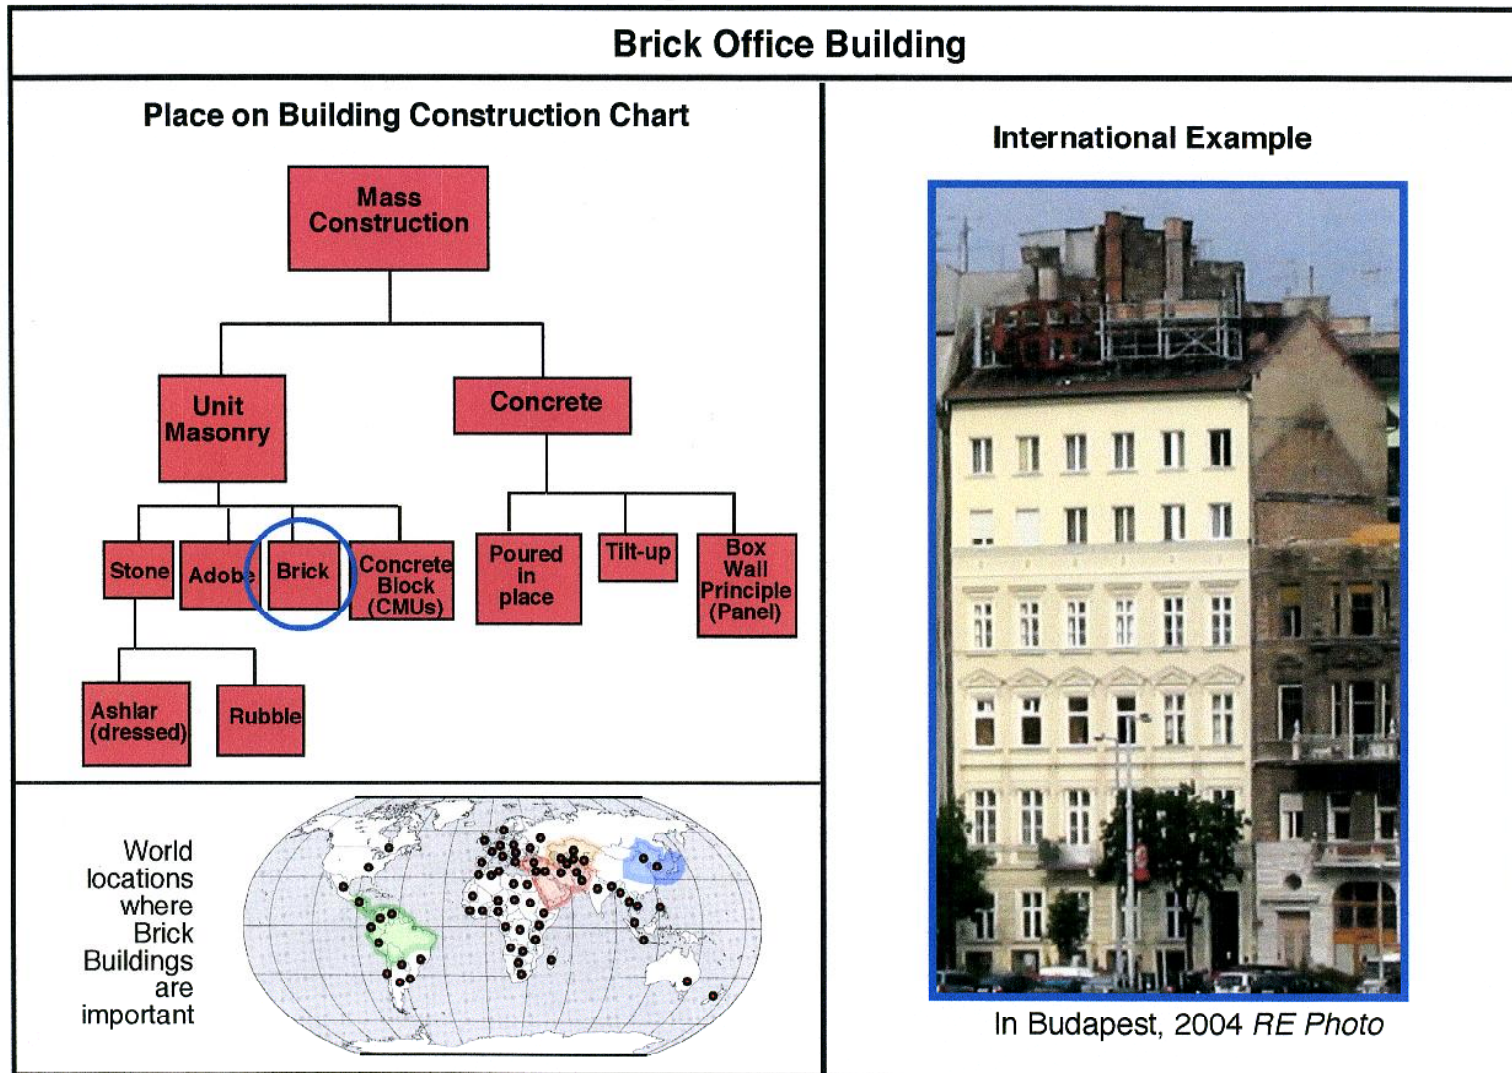 Brick Office Building
Place on Building Construction Chart
Mass
Construction
Unit
Masonry
Concrete
Stone
Adobe
Brick
Concrete
Block
(CMUs)
Poured
in
place
Tilt-up
Box
Wall
Principle
(Panel)
Ashlar
(dressed)
Rubble
World
locations
where
Brick
Buildings
are
important
International Example
In Budapest, 2004 RE Photo